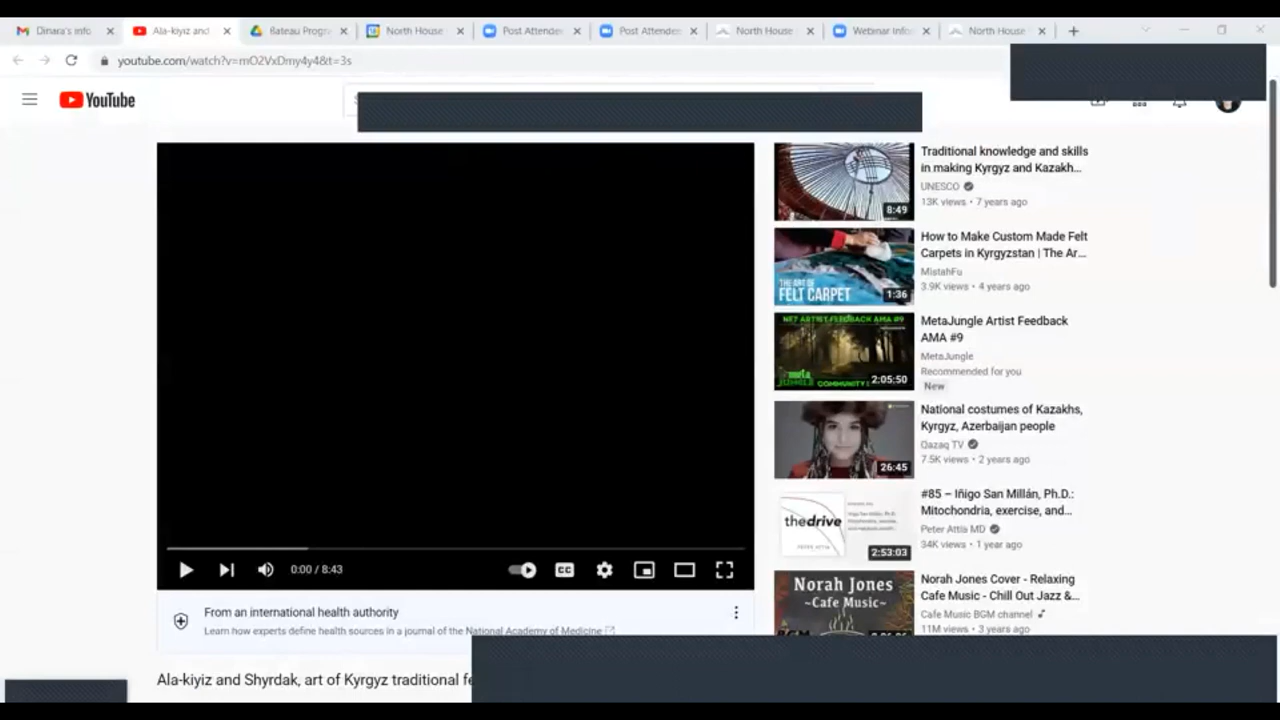 Dinara's info
Ala-kiyiz and
Bateau Progra
North House
Post Attendee
Post Attendee
North House
Webinar Info
North House
youtube.com/watch?v=mO2VxDmy4y4&t=3s
YouTube
Traditional knowledge and skills
in making Kyrgyz and Kazakh...
UNESCO
13K views • 7 years ago
8:49
How to Make Custom Made Felt
Carpets in Kyrgyzstan | The Ar...
MistahFu
3.9K views • 4 years ago
THE ART OF
FELT CARPET
1:36
MetaJungle Artist Feedback
AMA #9
MetaJungle
Recommended for you
New
NFT ARTIST FEEDBACK AMA #9
meta
JUNGLE
COMMUNITY
2:05:50
National costumes of Kazakhs,
Kyrgyz, Azerbaijan people
Qazaq TV
7.5K views • 2 years ago
26:45
#85 – Iñigo San Millán, Ph.D.:
Mitochondria, exercise, and...
Peter Attia MD
34K views • 1 year ago
thedrive
PETER ATTIA
2:53:03
Norah Jones Cover - Relaxing
Cafe Music - Chill Out Jazz &...
Cafe Music BGM channel
11M views • 3 years ago
Norah Jones
~Cafe Music~
0:00 / 8:43
CC
From an international health authority
Learn how experts define health sources in a journal of the National Academy of Medicine
Ala-kiyiz and Shyrdak, art of Kyrgyz traditional fe